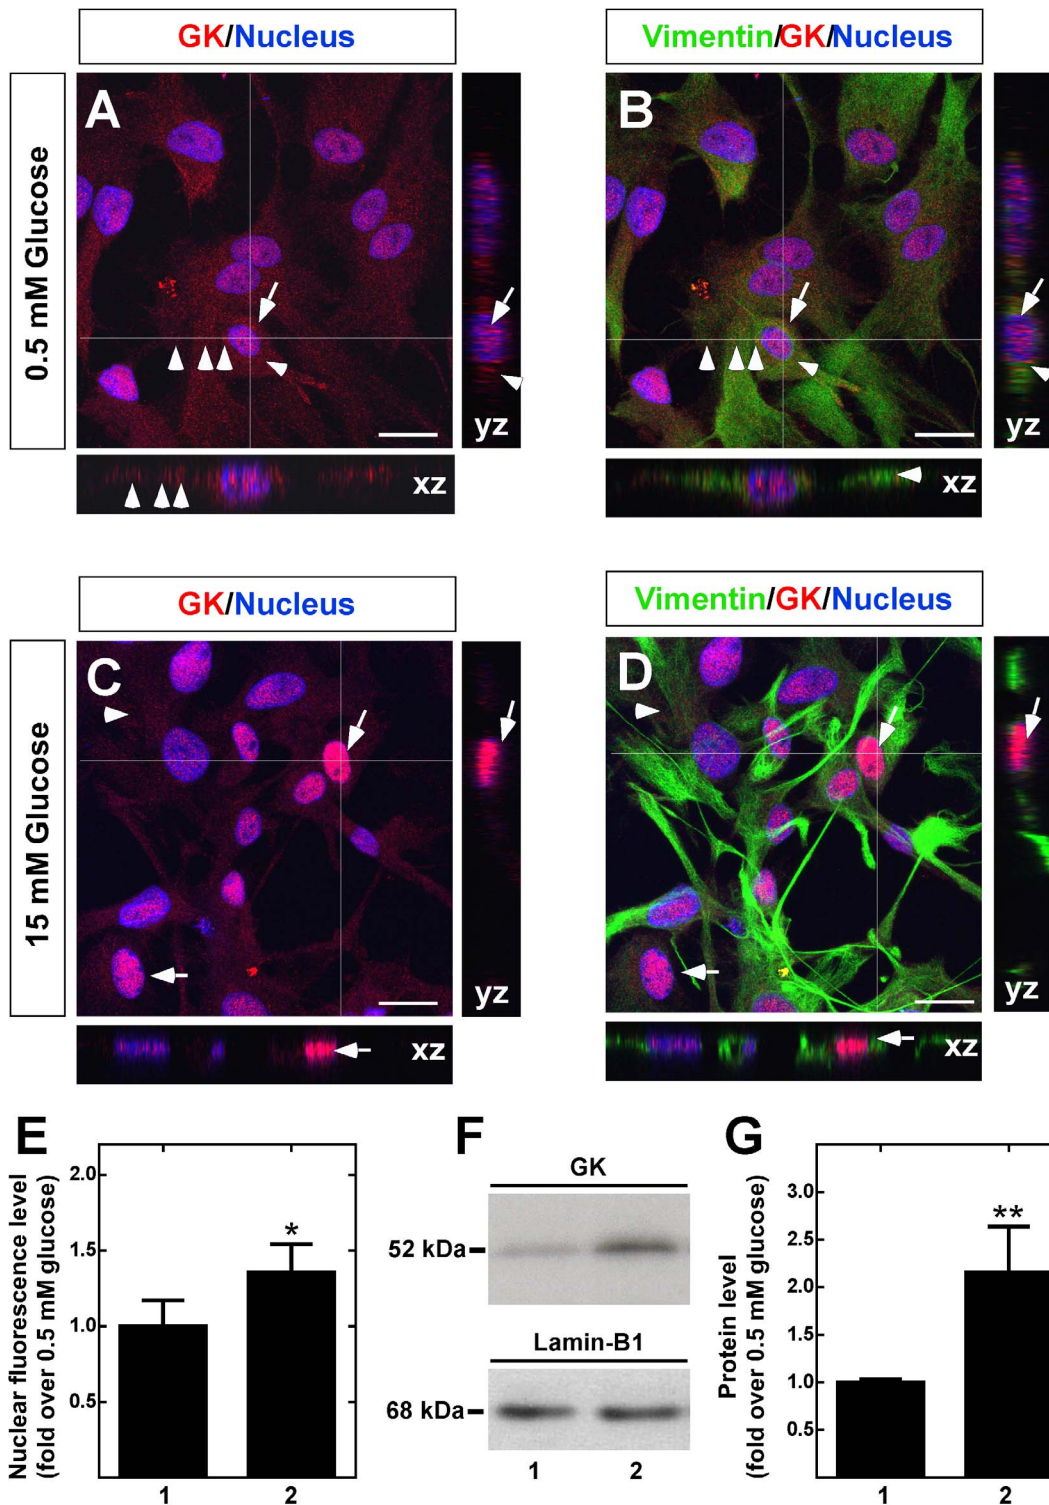 GK/Nucleus
Vimentin/GK/Nucleus
0.5 mM Glucose
A
yz
xz
B
yz
xz
GK/Nucleus
Vimentin/GK/Nucleus
15 mM Glucose
C
yz
xz
D
yz
xz
E
Nuclear fluorescence level
(fold over 0.5 mM glucose)
2.0
1.5
1.0
0.5
*
1 2
F
GK
52 kDa
Lamin-B1
68 kDa
1 2
G
Protein level
(fold over 0.5 mM glucose)
3.0
2.5
2.0
1.5
1.0
0.5
**
1 2